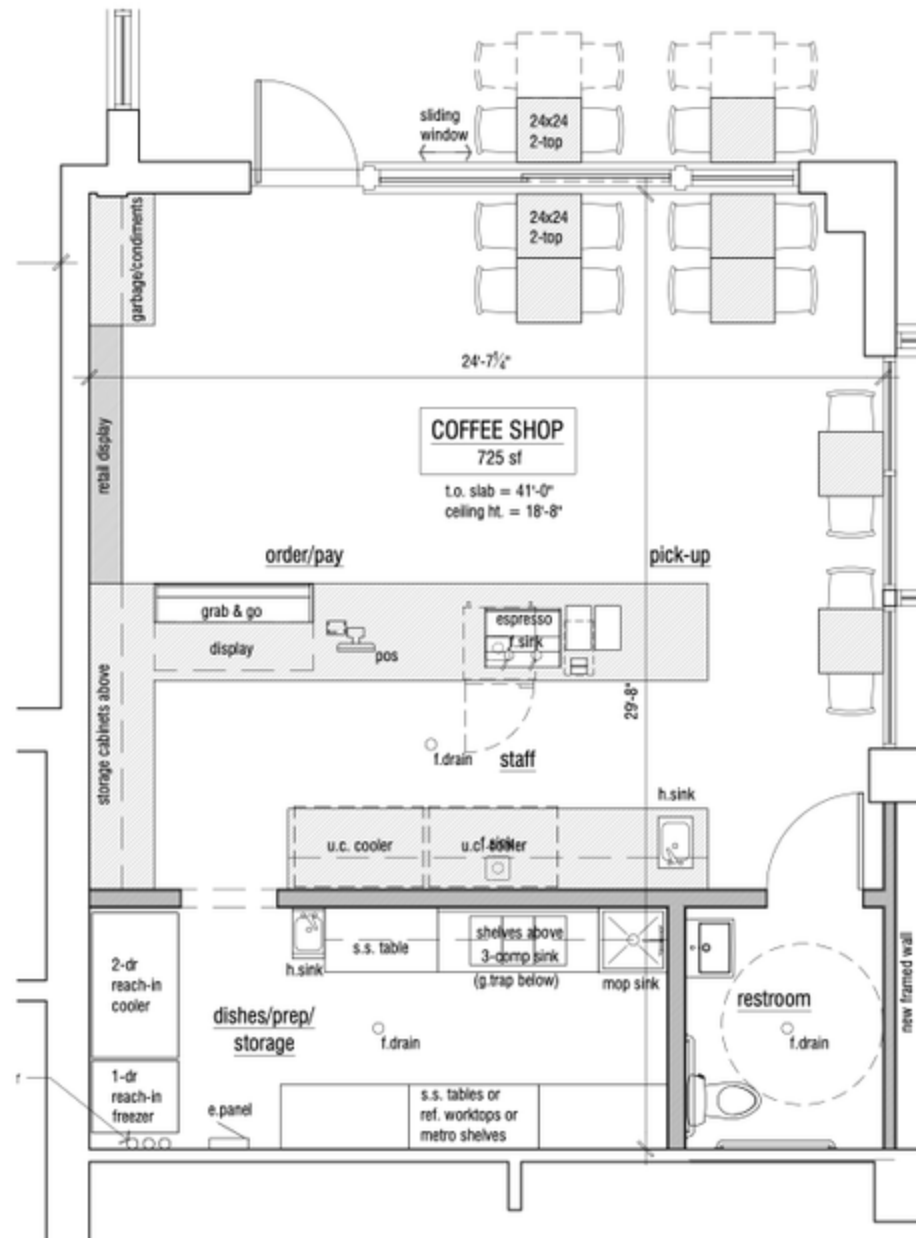 sliding
window
24x24
2-top
24x24
2-top
garbage/condiments
24'-7¼"
retail display
COFFEE SHOP
725 sf
t.o. slab = 41'-0"
ceiling ht. = 18'-8"
order/pay
pick-up
grab & go
display
pos
espresso
f.sink
storage cabinets above
29'-8"
f.drain
staff
h.sink
u.c. cooler
u.c. cooler
f.sink
2-dr
reach-in
cooler
h.sink
s.s. table
shelves above
3-comp sink
(g.trap below)
mop sink
restroom
f.drain
new framed wall
dishes/prep/
storage
f.drain
1-dr
reach-in
freezer
e.panel
s.s. tables or
ref. worktops or
metro shelves
r